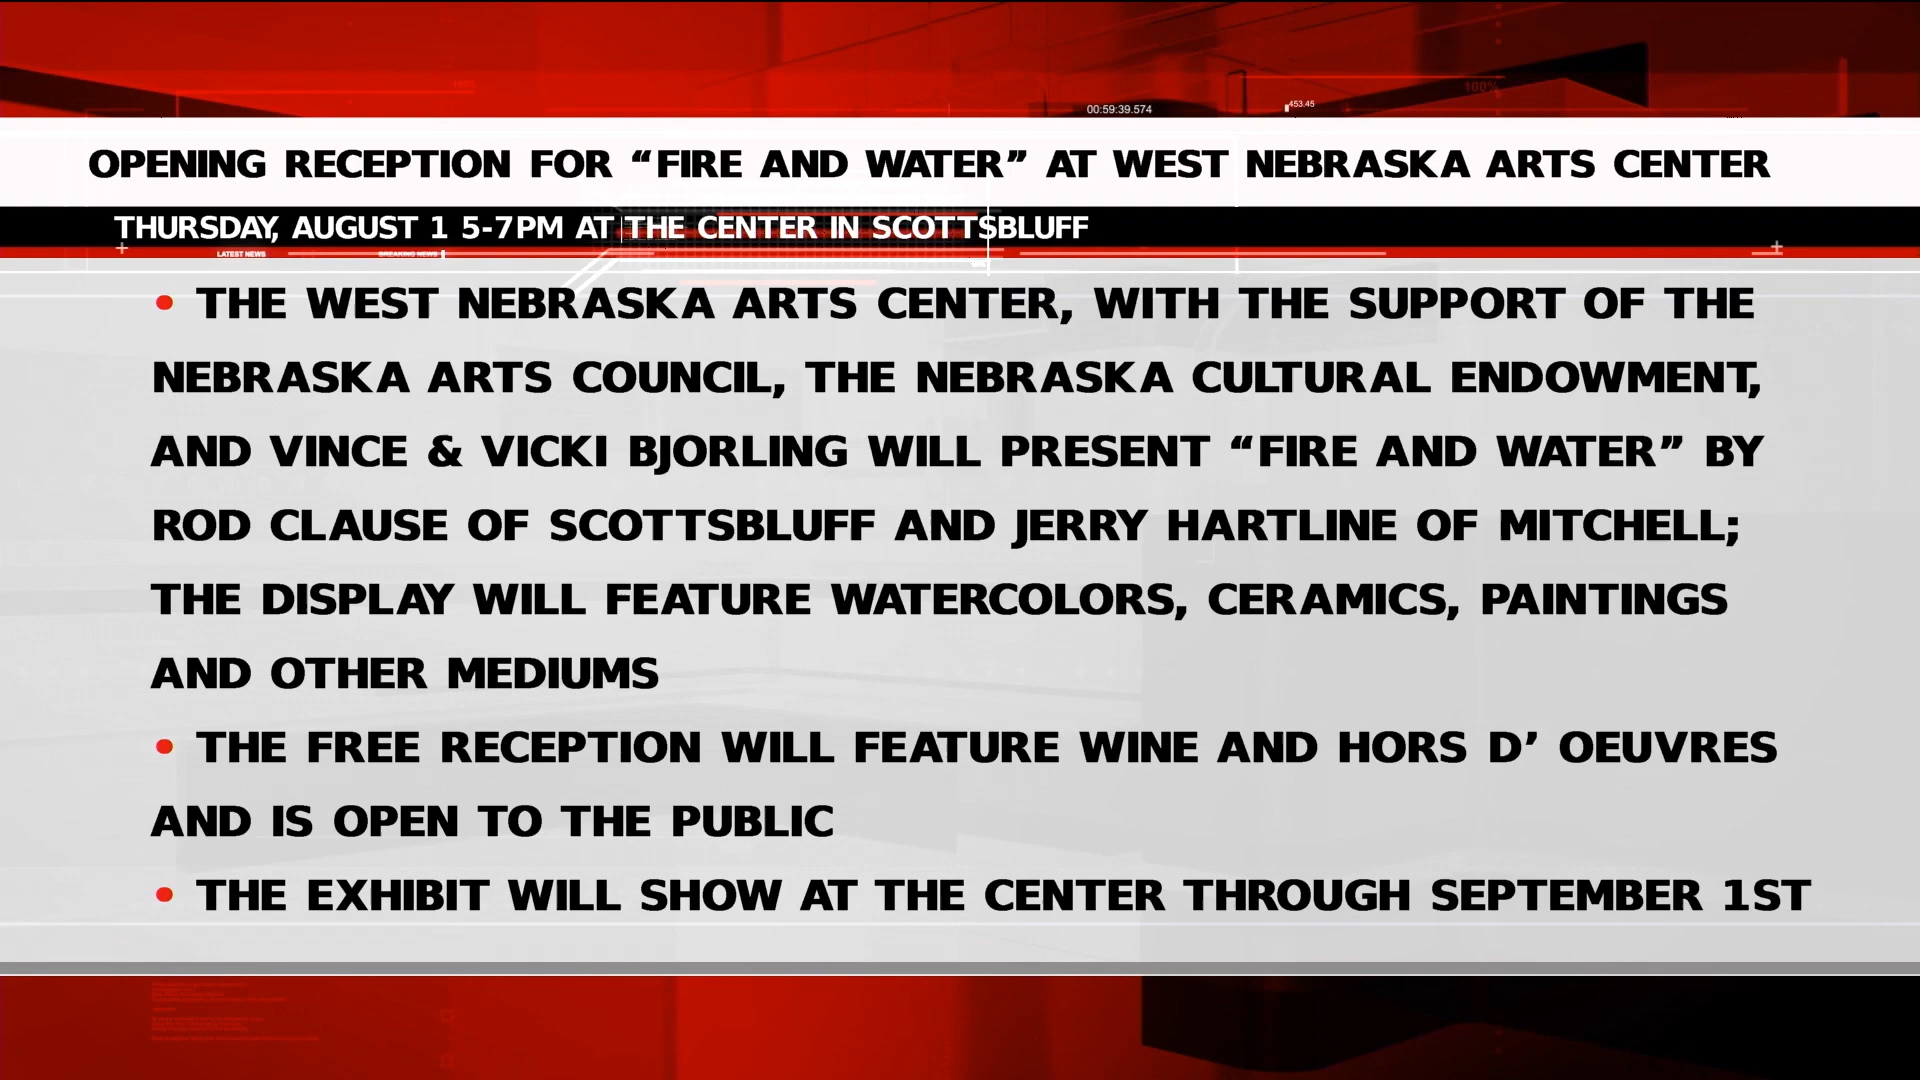 100%
00:59:39.574
453.45
OPENING RECEPTION FOR “FIRE AND WATER” AT WEST NEBRASKA ARTS CENTER
THURSDAY, AUGUST 1 5-7PM AT THE CENTER IN SCOTTSBLUFF
LATEST NEWS
BREAKING NEWS
• THE WEST NEBRASKA ARTS CENTER, WITH THE SUPPORT OF THE
NEBRASKA ARTS COUNCIL, THE NEBRASKA CULTURAL ENDOWMENT,
AND VINCE & VICKI BJORLING WILL PRESENT “FIRE AND WATER” BY
ROD CLAUSE OF SCOTTSBLUFF AND JERRY HARTLINE OF MITCHELL;
THE DISPLAY WILL FEATURE WATERCOLORS, CERAMICS, PAINTINGS
AND OTHER MEDIUMS
• THE FREE RECEPTION WILL FEATURE WINE AND HORS D’ OEUVRES
AND IS OPEN TO THE PUBLIC
• THE EXHIBIT WILL SHOW AT THE CENTER THROUGH SEPTEMBER 1ST